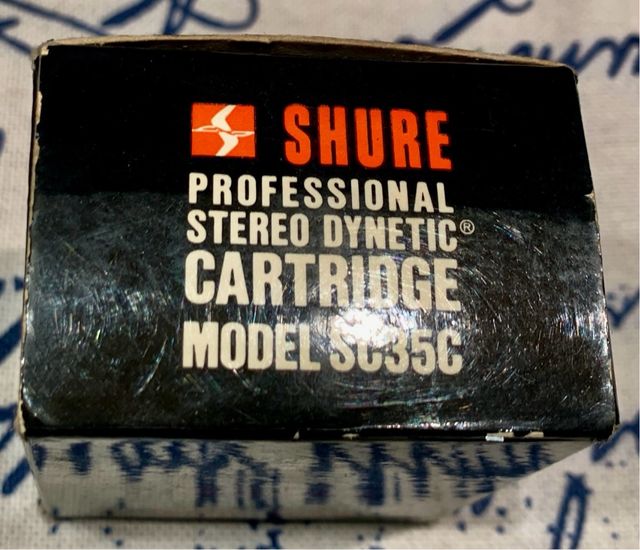 SHURE
PROFESSIONAL
STEREO DYNETIC®
CARTRIDGE
MODEL SC35C